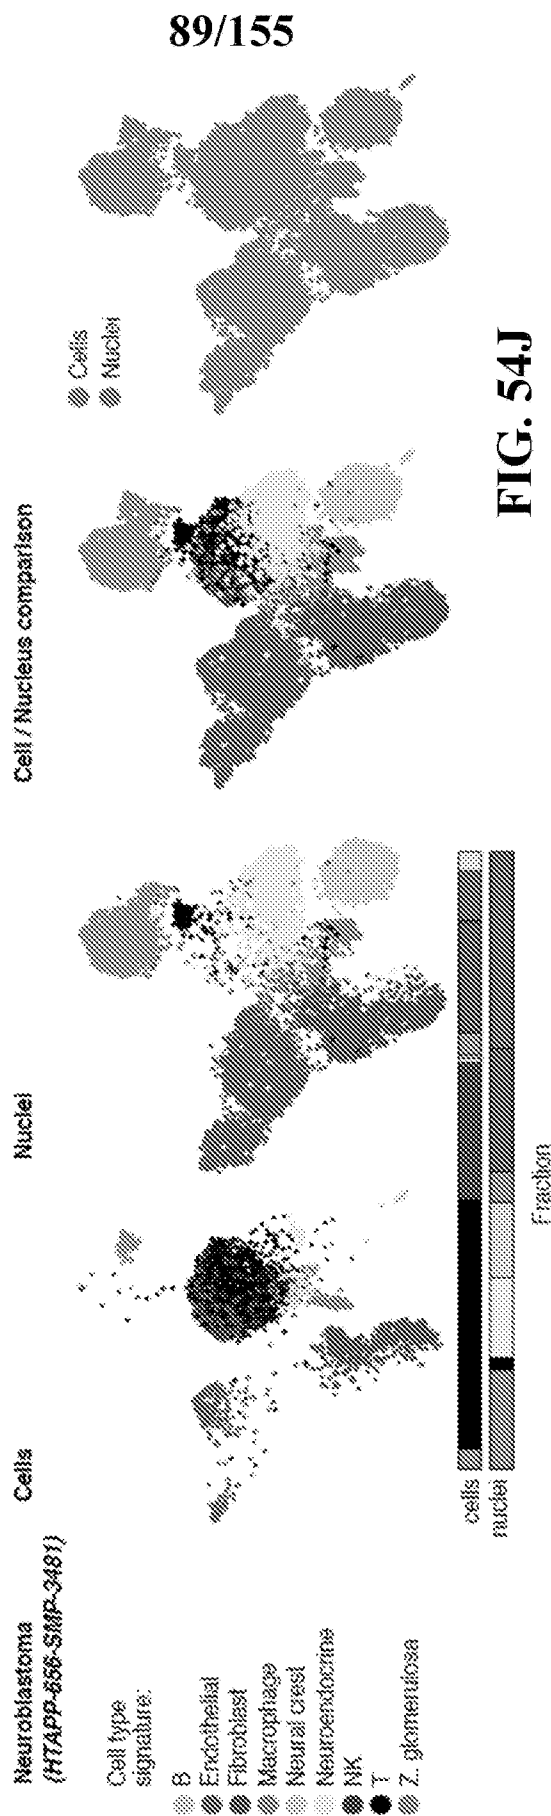 89/155
Neuroblastoma
(HTAPP-656-SMP-3481)
Cells
Nuclei
Cell / Nucleus comparison
Cell type
signature:
B
Endothelial
Fibroblast
Macrophage
Neural crest
Neuroendocrine
NK
T
Z. glomerulosa
Cells
Nuclei
cells
nuclei
Fraction
FIG. 54J